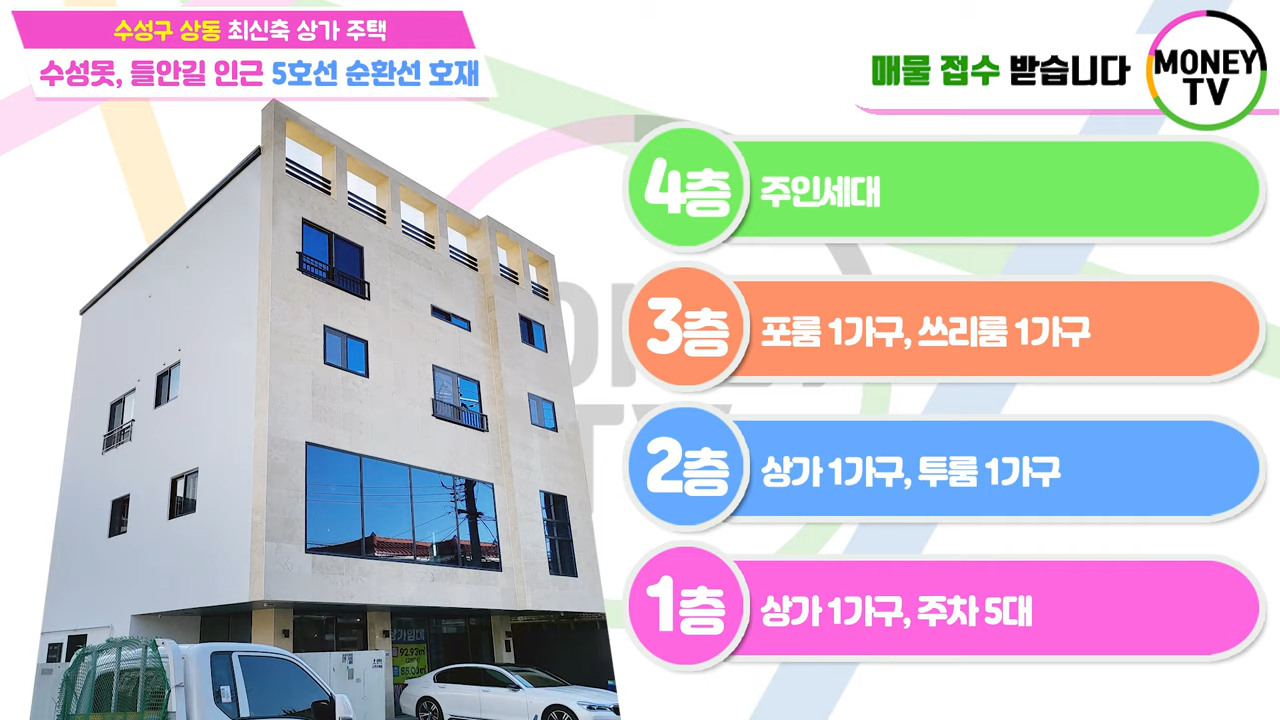 수성구 상동 최신축 상가 주택
수성못, 들안길 인근 5호선 순환선 호재
매물 접수 받습니다
MONEY
TV
4층
주인세대
3층
포룸 1가구, 쓰리룸 1가구
2층
상가 1가구, 투룸 1가구
1층
상가 1가구, 주차 5대
상가임대
92.93㎡
85.00㎡